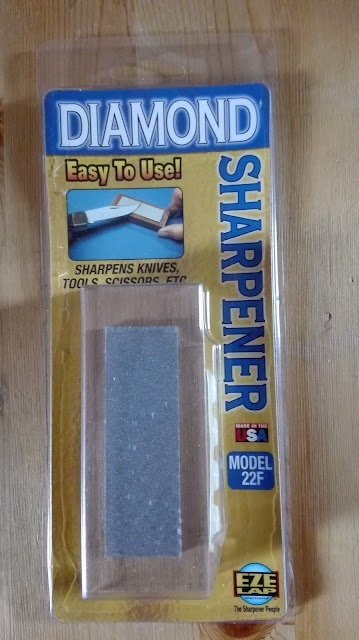 DIAMOND
SHARPENER
Easy To Use!
SHARPENS KNIVES,
TOOLS, SCISSORS, ETC
MADE IN THE
USA
MODEL
22F
EZE
LAP
The Sharpener People